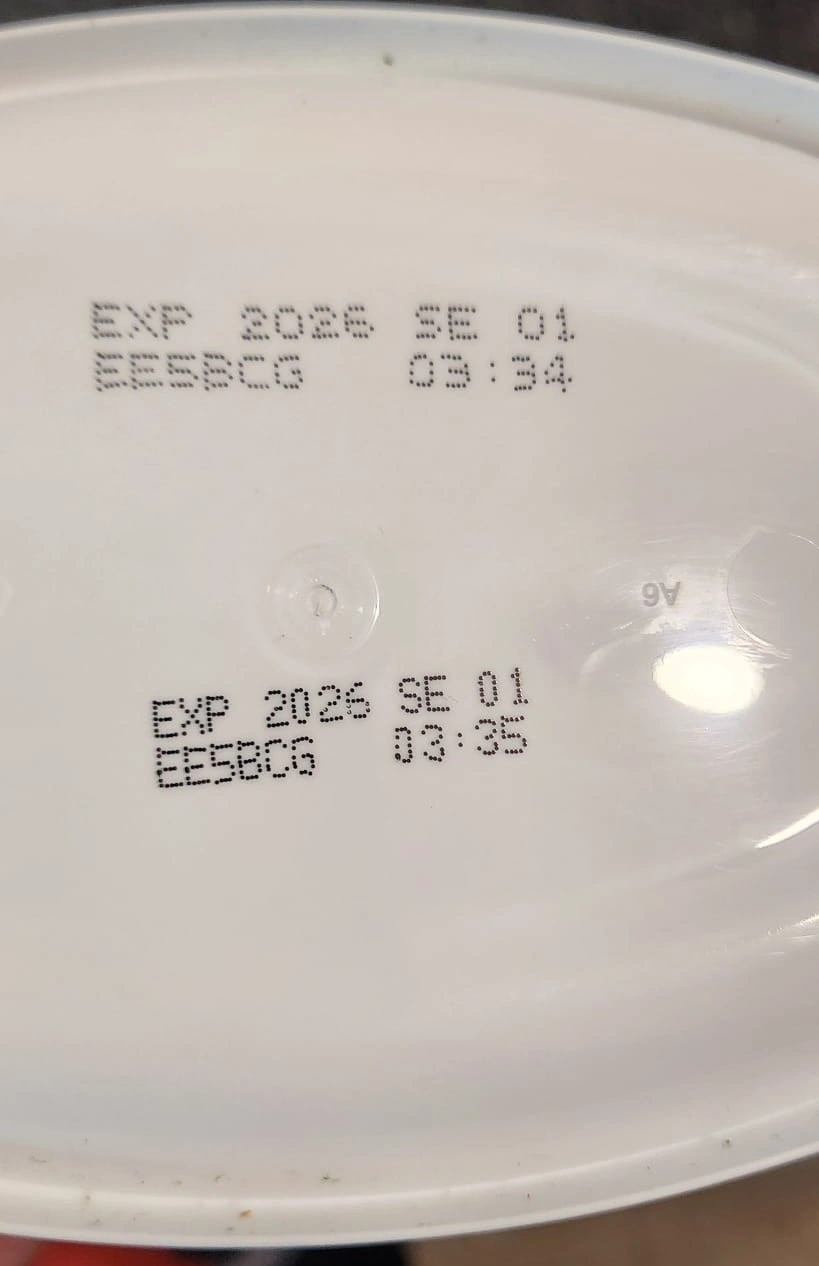 EXP 2026 SE 01
EE5BCG 03:34
A6
EXP 2026 SE 01
EE5BCG 03:35